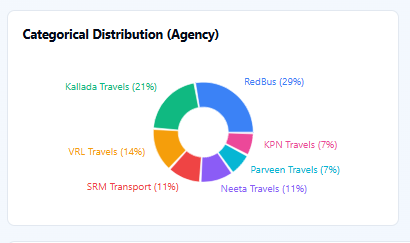 Categorical Distribution (Agency)
Kallada Travels (21%)
RedBus (29%)
VRL Travels (14%)
KPN Travels (7%)
Parveen Travels (7%)
SRM Transport (11%)
Neeta Travels (11%)